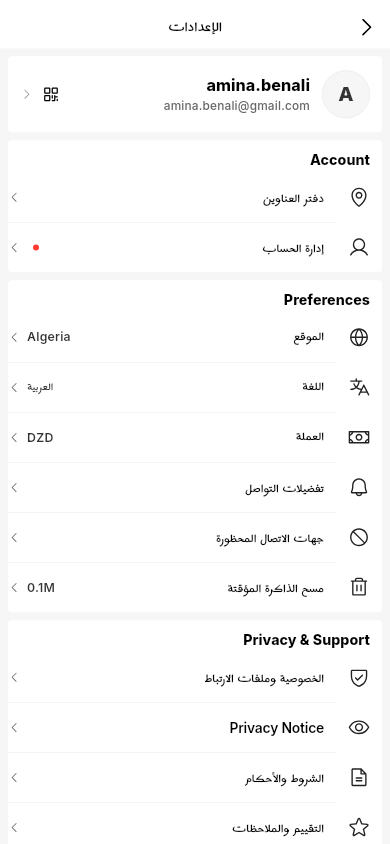 الإعدادات
amina.benali
amina.benali@gmail.com
A
Account
دفتر العناوين
إدارة الحساب
Preferences
الموقع Algeria
اللغة العربية
العملة DZD
تفضيلات التواصل
جهات الاتصال المحظورة
مسح الذاكرة المؤقتة 0.1M
Privacy & Support
الخصوصية وملفات الارتباط
Privacy Notice
الشروط والأحكام
التقييم والملاحظات